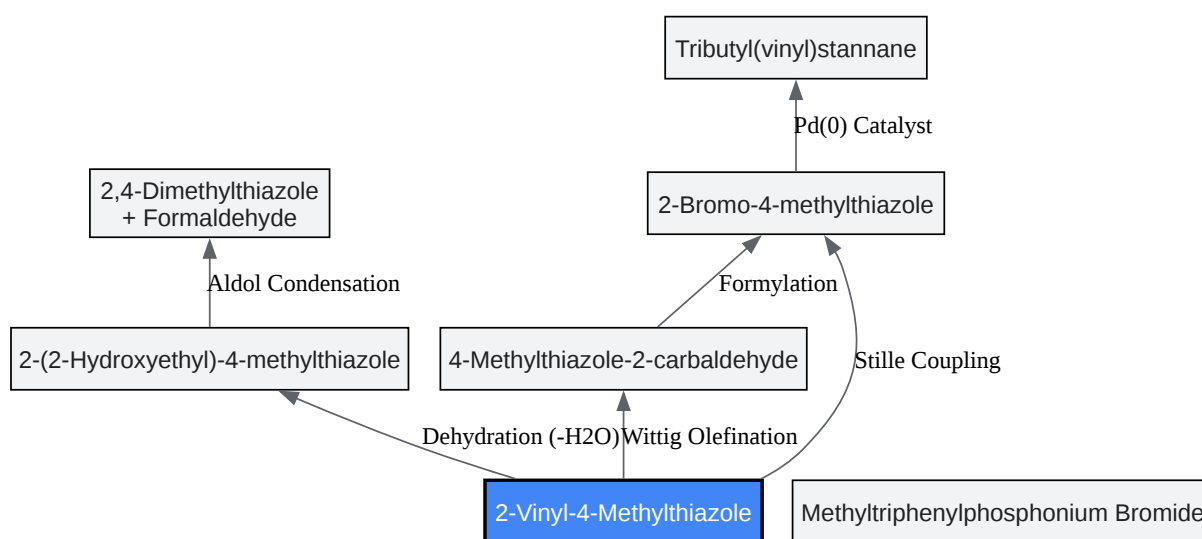 Tributyl(vinyl)stannane
Pd(0) Catalyst
2,4-Dimethylthiazole
+ Formaldehyde
2-Bromo-4-methylthiazole
Aldol Condensation
Formylation
2-(2-Hydroxyethyl)-4-methylthiazole
4-Methylthiazole-2-carbaldehyde
Stille Coupling
Dehydration (-H2O)
Wittig Olefination
2-Vinyl-4-Methylthiazole
Methyltriphenylphosphonium Bromide